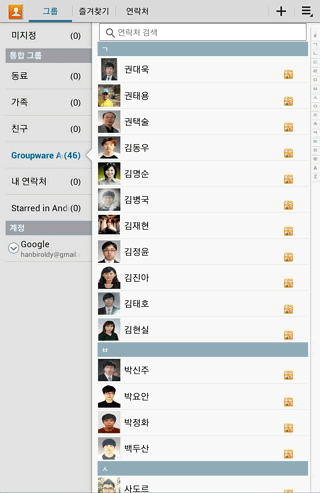 그룹 즐겨찾기 연락처
미지정 (0)
통합 그룹
동료 (0)
가족 (0)
친구 (0)
Groupware A (46)
내 연락처 (0)
Starred in And (0)
계정
Google
hanbiroldy@gmail
연락처 검색
ㄱ
권대욱
권태용
권택술
김동우
김명순
김병국
김재현
김정윤
김진아
김태호
김현실
ㅂ
박신주
박요안
박정화
백두산
ㅅ
사도르